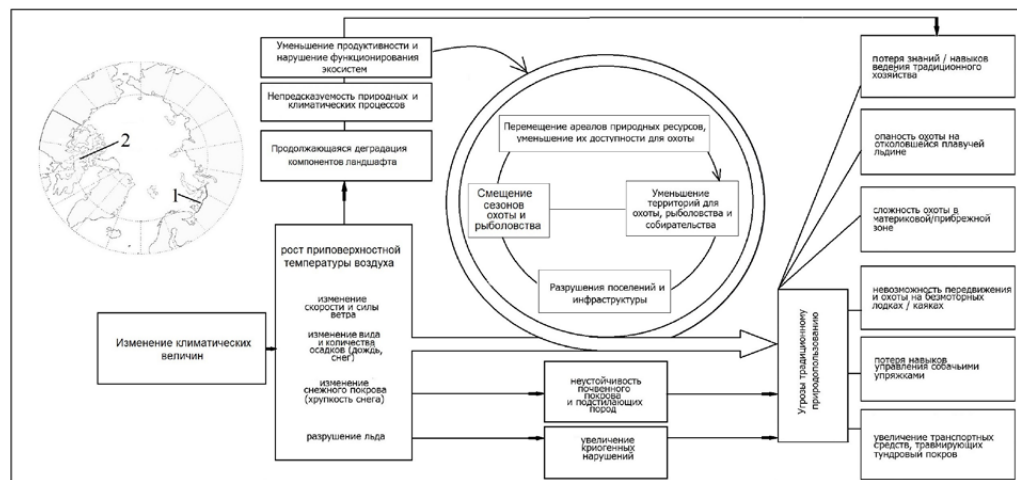 Уменьшение продуктивности и
нарушение функционирования
экосистем
Непредсказуемость природных и
климатических процессов
Продолжающаяся деградация
компонентов ландшафта
2
1
Перемещение ареалов природных ресурсов,
уменьшение их доступности для охоты
Смещение
сезонов
охоты и
рыболовства
Уменьшение
территорий для
охоты, рыболовства и
собирательства
Разрушения поселений и
инфраструктуры
рост приповерхностной
температуры воздуха
изменение
скорости и силы
ветра
изменение вида
и количества
осадков (дождь,
снег)
изменение
снежного покрова
(хрупкость снега)
разрушение льда
Изменение климатических
величин
неустойчивость
почвенного
покрова
и подстилающих
пород
увеличение
криогенных
нарушений
Угрозы традиционному
природопользованию
потеря знаний / навыков
ведения традиционного
хозяйства
опаность охоты на
отколовшейся плавучей
льдине
сложность охоты в
материковой/прибрежной
зоне
невозможность передвижения
и охоты на безмоторных
лодках / каяках
потеря навыков
управления собачьими
упряжками
увеличение транспортных
средств, травмирующих
тундровый покров